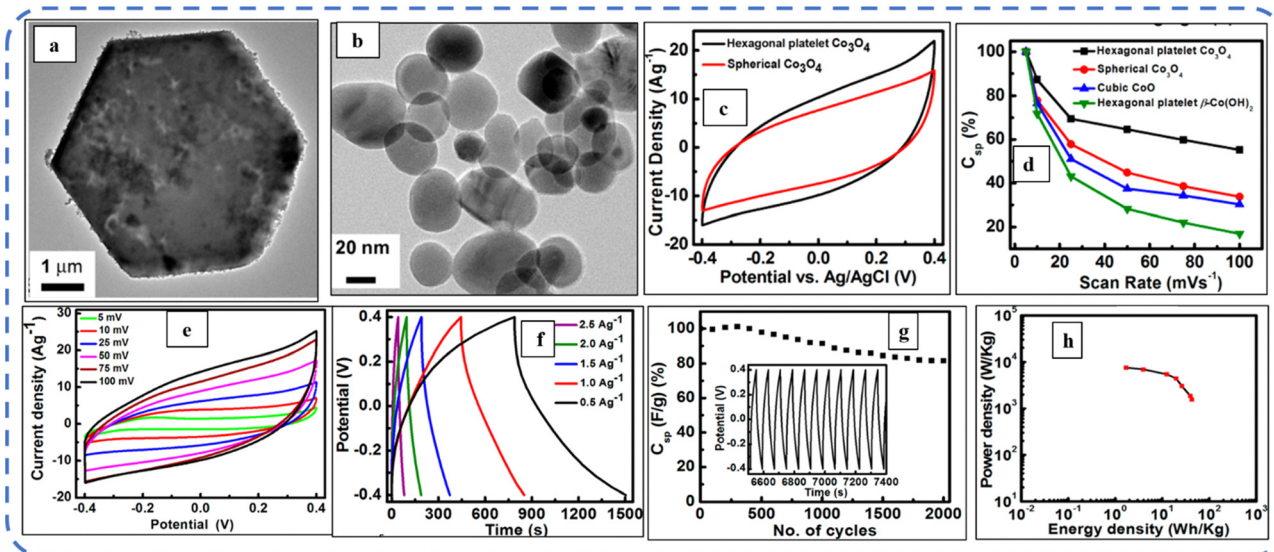 a
1 µm
b
20 nm
c
Hexagonal platelet Co₃O₄
Spherical Co₃O₄
Current Density (Ag⁻¹)
20
10
0
-10
-20
-0.4 -0.2 0.0 0.2 0.4
Potential vs. Ag/AgCl (V)
d
Hexagonal platelet Co₃O₄
Spherical Co₃O₄
Cubic CoO
Hexagonal platelet β-Co(OH)₂
C_sp (%)
100
80
60
40
20
0 20 40 60 80 100
Scan Rate (mVs⁻¹)
e
5 mV
10 mV
25 mV
50 mV
75 mV
100 mV
Current density (Ag⁻¹)
30
20
10
0
-10
-20
-0.4 -0.2 0.0 0.2 0.4
Potential (V)
f
2.5 Ag⁻¹
2.0 Ag⁻¹
1.5 Ag⁻¹
1.0 Ag⁻¹
0.5 Ag⁻¹
Potential (V)
0.4
0.2
0.0
-0.2
-0.4
0 300 600 900 1200 1500
Time (s)
g
C_sp (F/g) (%)
100
80
60
40
20
0
0 500 1000 1500 2000
No. of cycles
Potential (V)
0.4
0.2
0.0
-0.2
-0.4
6600 6800 7000 7200 7400
Time (s)
h
Power density (W/Kg)
10⁵
10⁴
10³
10²
10¹
10⁻² 10⁻¹ 10⁰ 10¹ 10² 10³
Energy density (Wh/Kg)